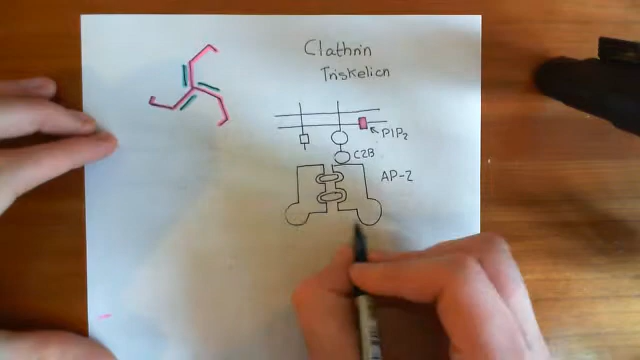 Clathrin
Triskelion
PIP2
C2B
AP-2